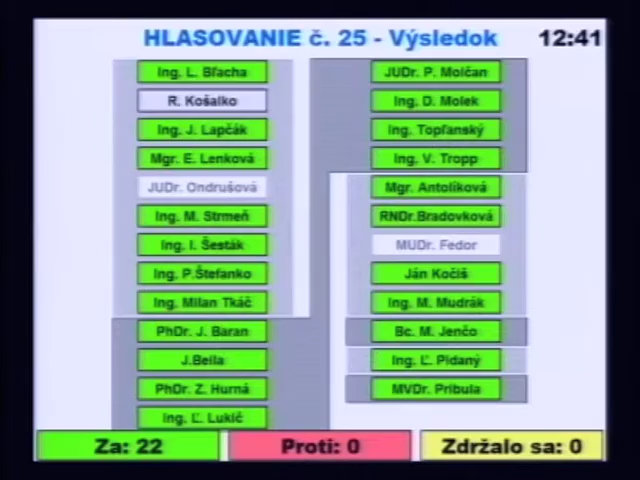 HLASOVANIE č. 25 - Výsledok
12:41
Ing. L. Bľacha
R. Košalko
Ing. J. Lapčák
Mgr. E. Lenková
JUDr. Ondrušová
Ing. M. Strmeň
Ing. I. Šesták
Ing. P.Štefanko
Ing. Milan Tkáč
PhDr. J. Baran
J.Bella
PhDr. Z. Hurná
Ing. Ľ. Lukič
JUDr. P. Molčan
Ing. D. Molek
Ing. Topľanský
Ing. V. Tropp
Mgr. Antolíková
RNDr.Bradovková
MUDr. Fedor
Ján Kočiš
Ing. M. Mudrák
Bc. M. Jenčo
Ing. Ľ. Pidaný
MVDr. Pribula
Za: 22
Proti: 0
Zdržalo sa: 0